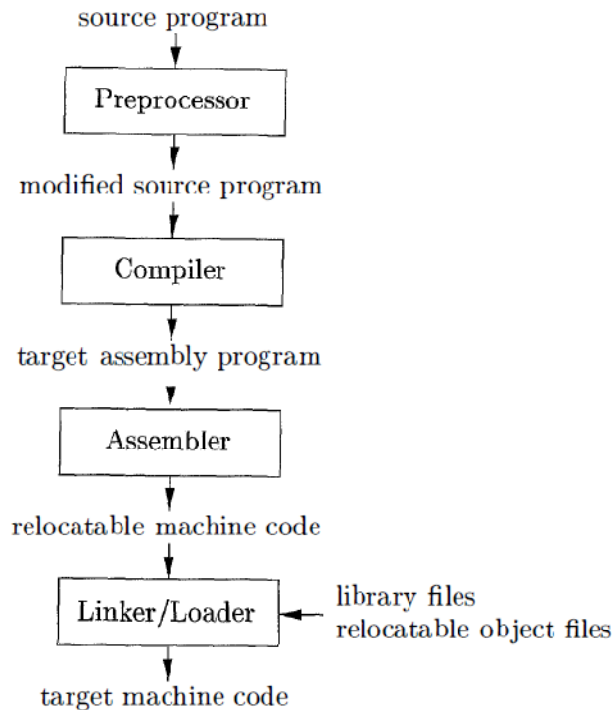 source program
Preprocessor
modified source program
Compiler
target assembly program
Assembler
relocatable machine code
Linker/Loader
library files
relocatable object files
target machine code